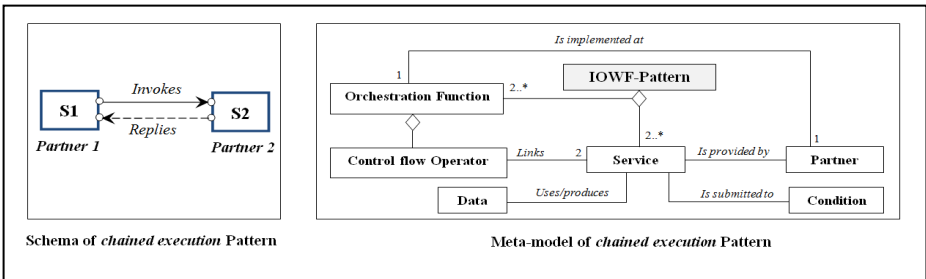 S1
Invokes
S2
Replies
Partner 1
Partner 2
Schema of chained execution Pattern
Is implemented at
1
IOWF-Pattern
2..*
Orchestration Function
2..*
1
Control flow Operator
Links
2
Service
Is provided by
Partner
Data
Uses/produces
Is submitted to
Condition
Meta-model of chained execution Pattern